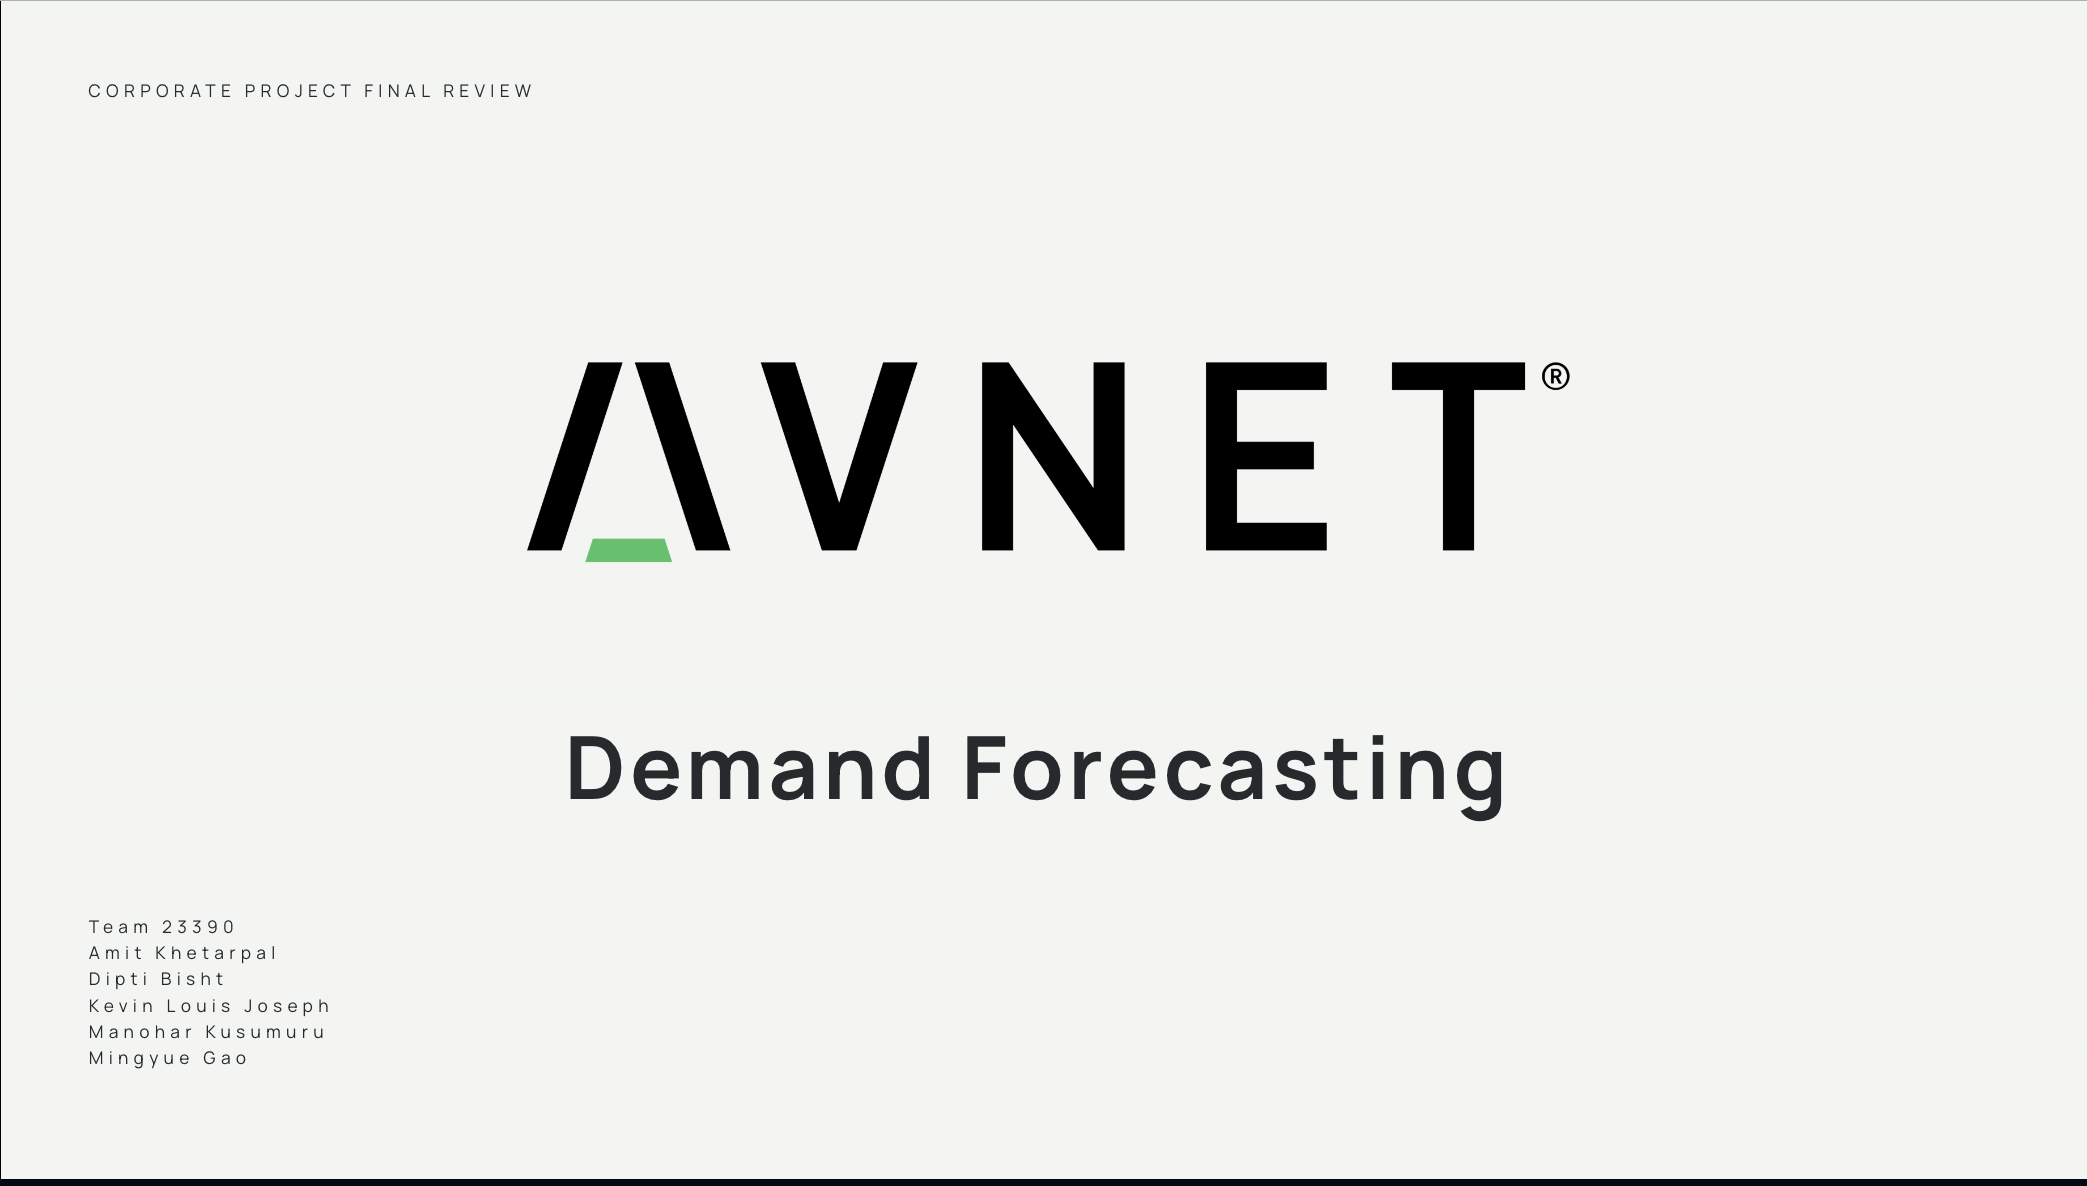 CORPORATE PROJECT FINAL REVIEW
AVNET®
Demand Forecasting
Team 23390
Amit Khetarpal
Dipti Bisht
Kevin Louis Joseph
Manohar Kusumuru
Mingyue Gao